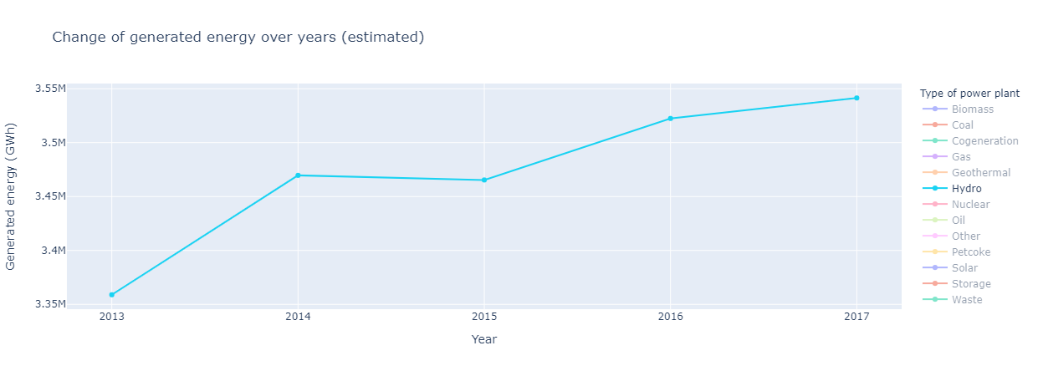 Change of generated energy over years (estimated)
Generated energy (GWh)
3.55M
3.5M
3.45M
3.4M
3.35M
2013 2014 2015 2016 2017
Year
Type of power plant
Biomass
Coal
Cogeneration
Gas
Geothermal
Hydro
Nuclear
Oil
Other
Petcoke
Solar
Storage
Waste